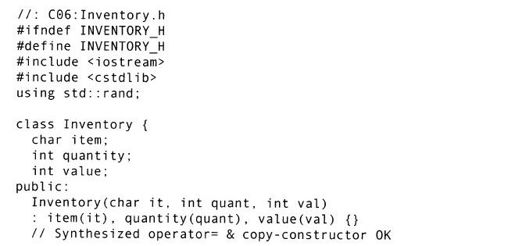 //: C06:Inventory.h
#ifndef INVENTORY_H
#define INVENTORY_H
#include <iostream>
#include <cstdlib>
using std::rand;
class Inventory {
char item;
int quantity;
int value;
public:
Inventory(char it, int quant, int val)
: item(it), quantity(quant), value(val) {}
// Synthesized operator= & copy-constructor OK